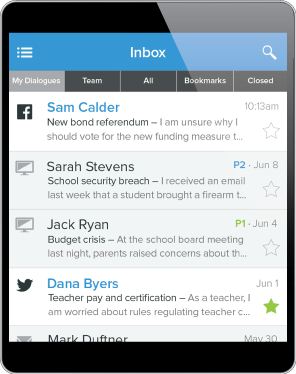 Inbox
My Dialogues Team All Bookmarks Closed
Sam Calder 10:13am
New bond referendum – I am unsure why I
should vote for the new funding measure t...
Sarah Stevens P2 · Jun 8
School security breach – I received an email
last week that a student brought a firearm t...
Jack Ryan P1 · Jun 4
Budget crisis – At the school board meeting
last night, parents raised concerns about th...
Dana Byers Jun 1
Teacher pay and certification – As a teacher, I
am worried about rules regulating teacher c...
Mark Duffner May 30